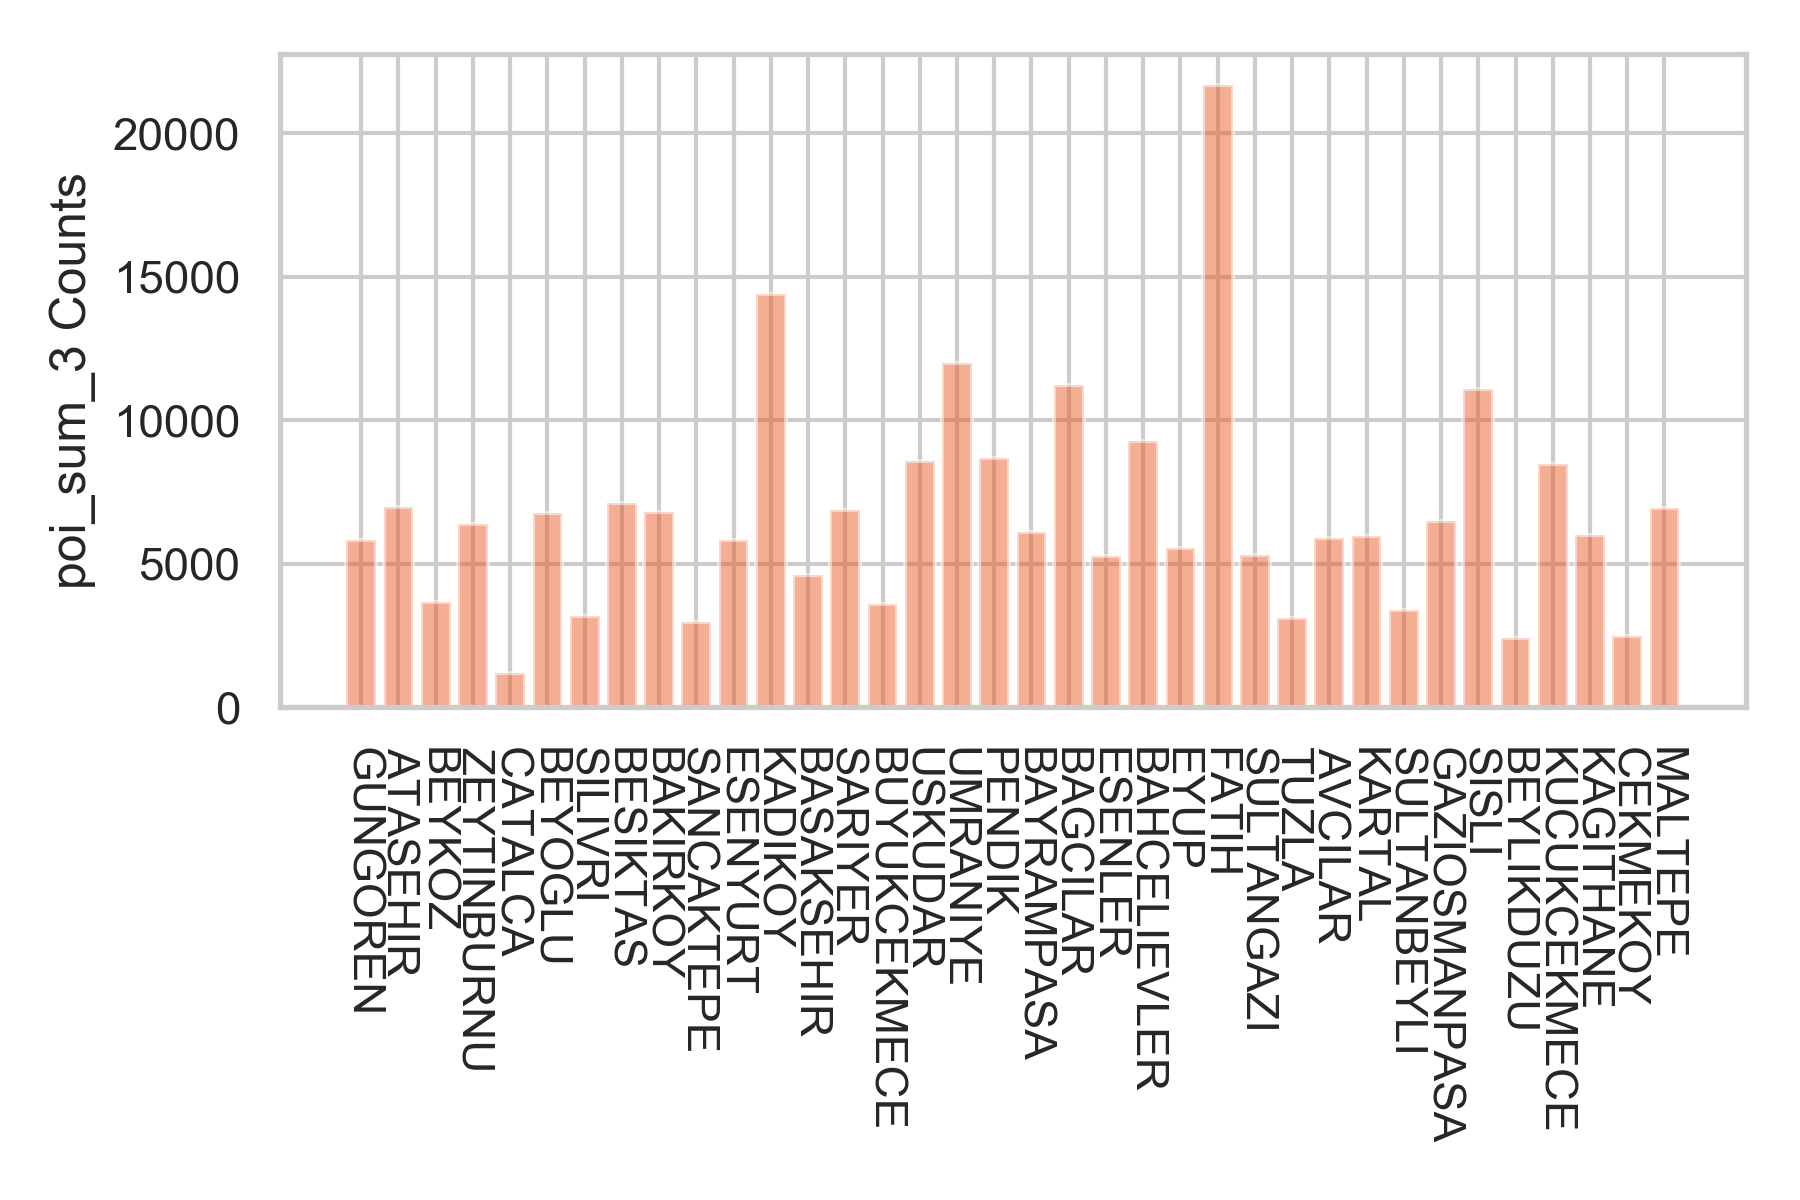 poi_sum_3 Counts
20000
15000
10000
5000
0
GUNGOREN
ATASEHIR
BEYKOZ
ZEYTINBURNU
CATALCA
BEYOGLU
SILIVRI
BESIKTAS
BAKIRKOY
SANCAKTEPE
ESENYURT
KADIKOY
BASAKSEHIR
SARIYER
BUYUKCEKMECE
USKUDAR
UMRANIYE
PENDIK
BAYRAMPASA
BAGCILAR
ESENLER
BAHCELIEVLER
EYUP
FATIH
SULTANGAZI
TUZLA
AVCILAR
KARTAL
SULTANBEYLI
GAZIOSMANPASA
SISLI
BEYLIKDUZU
KUCUKCEKMECE
KAGITHANE
CEKMEKOY
MALTEPE